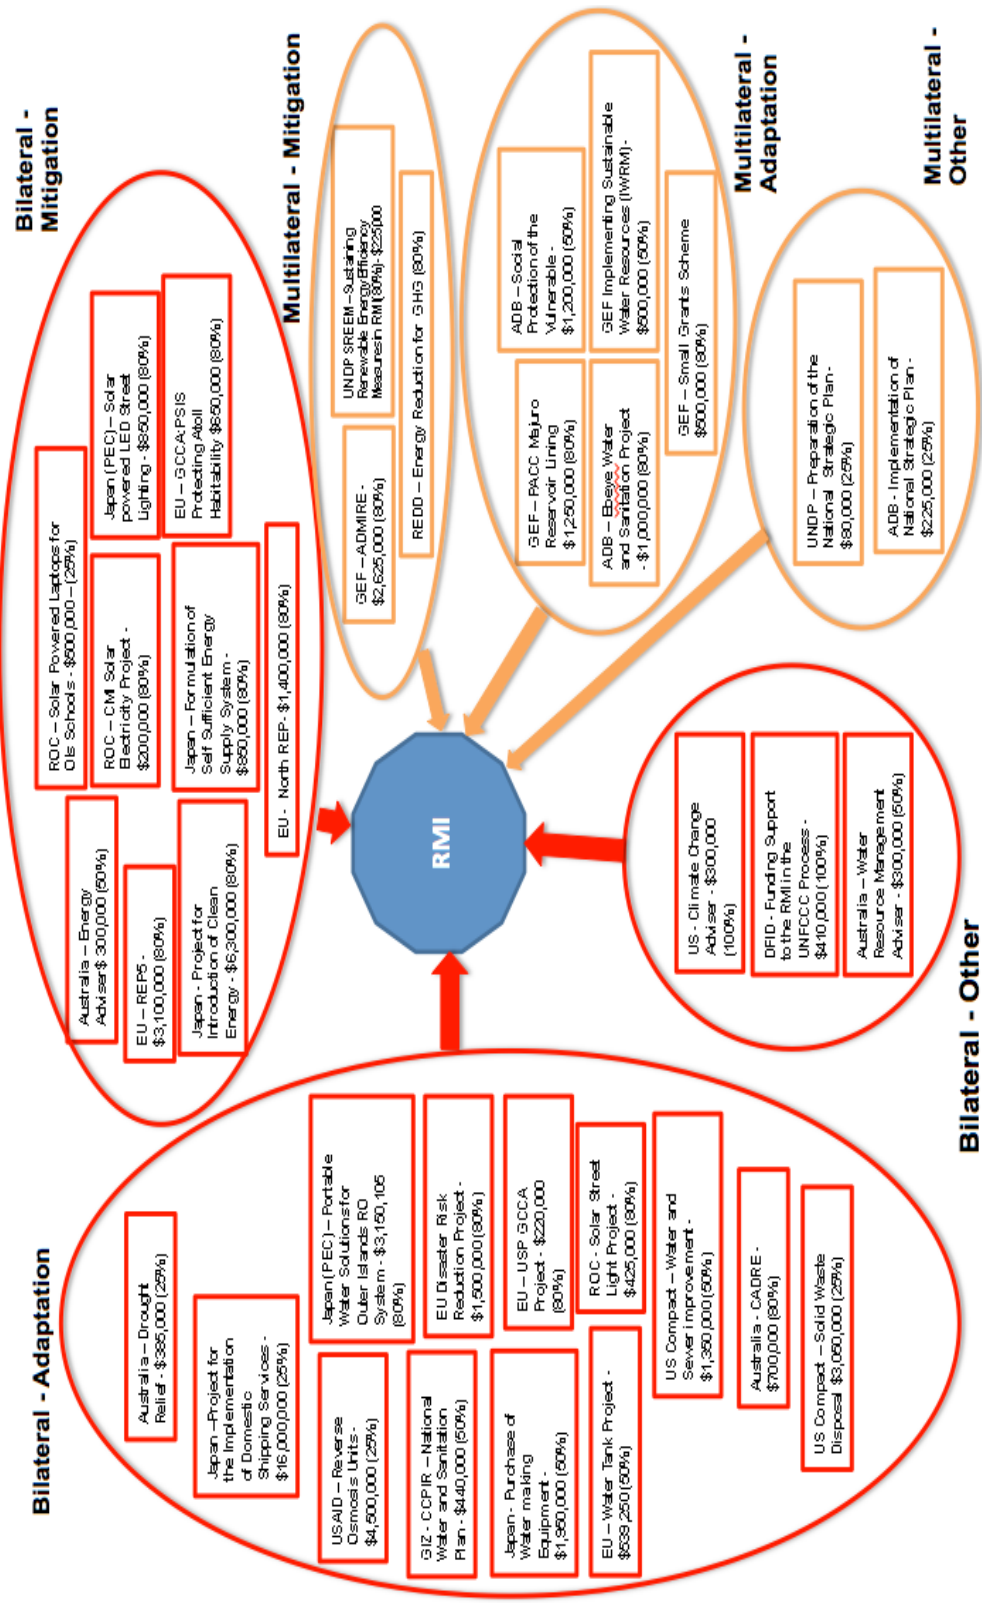 Bilateral - Adaptation
Australia – Drought
Relief - $385,000 (25%)
Japan –Project for
the Implementation
of Domestic
Shipping Services -
$16,000,000 (25%)
USAID – Reverse
Osmosis Units -
$4,500,000 (25%)
Japan (PEC) – Portable
Water Solutions for
Outer Islands RO
System - $3,150,105
(80%)
GIZ - CCPIR – National
Water and Sanitation
Plan - $440,000 (50%)
EU Disaster Risk
Reduction Project -
$1,500,000 (80%)
Japan - Purchase of
Water making
Equipment -
$1,950,000 (50%)
EU – USP GCCA
Project - $220,000
(80%)
EU – Water Tank Project -
$539,250 (50%)
ROC - Solar Street
Light Project -
$425,000 (80%)
US Compact – Water and
Sewer improvement -
$1,350,000 (50%)
Australia - CADRE -
$700,000 (80%)
US Compact – Solid Waste
Disposal $3,050,000 (25%)
Bilateral -
Mitigation
ROC – Solar Powered Laptops for
OIs Schools - $500,000 – (25%)
Australia – Energy
Adviser $ 300,000 (50%)
ROC – CMI Solar
Electricity Project -
$200,000 (80%)
Japan (PEC) – Solar
powered LED Street
Lighting - $850,000 (80%)
EU – REP5 -
$3,100,000 (80%)
Japan - Project for
Introduction of Clean
Energy - $6,300,000 (80%)
Japan – Formulation of
Self Sufficient Energy
Supply System -
$850,000 (80%)
EU – GCCA:PSIS
Protecting Atoll
Habitability $650,000 (80%)
EU - North REP- $1,400,000 (80%)
RMI
Multilateral - Mitigation
UNDP SREEM – Sustaining
Renewable Energy Efficiency
Measures in RMI (80%) - $225,000
GEF – ADMIRE -
$2,625,000 (80%)
REDD – Energy Reduction for GHG (80%)
Multilateral -
Adaptation
ADB – Social
Protection of the
Vulnerable -
$1,200,000 (50%)
GEF – PACC Majuro
Reservoir Lining
$1,250,000 (80%)
GEF Implementing Sustainable
Water Resources (IWRM) -
$500,000 (50%)
ADB – Ebeye Water
and Sanitation Project
- $1,000,000 (80%)
GEF – Small Grants Scheme
$500,000 (80%)
Multilateral -
Other
UNDP – Preparation of the
National Strategic Plan -
$80,000 (25%)
ADB - Implementation of
National Strategic Plan -
$225,000 (25%)
Bilateral - Other
US - Climate Change
Adviser - $300,000
(100%)
DFID - Funding Support
to the RMI in the
UNFCCC Process -
$410,000 (100%)
Australia – Water
Resource Management
Adviser - $300,000 (50%)